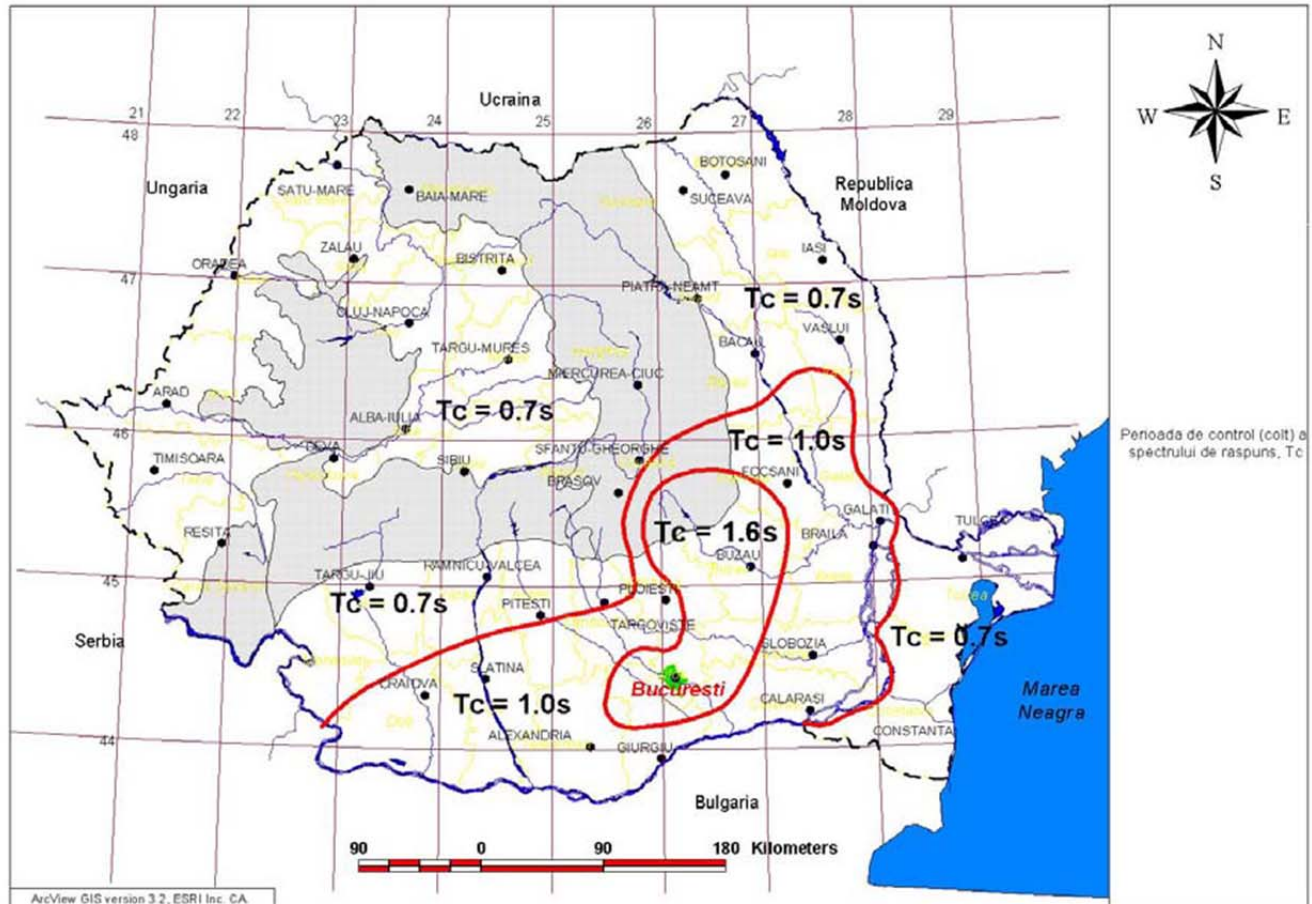 N
W E
S
Ucraina
21 22 23 24 25 26 27 28 29
48
BOTOSANI
Ungaria
SATU-MARE
BAIA-MARE
SUCEAVA
Republica
Moldova
ZALAU
IASI
ORADEA
BISTRITA
47
PIATRA-NEAMT
Tc = 0.7s
CLUJ-NAPOCA
VASLUI
TARGU-MURES
BACAU
MIERCUREA-CIUC
ARAD
ALBA-IULIA
Tc = 0.7s
46
Tc = 1.0s
Perioada de control (colt) a
spectrului de raspuns, Tc
TIMISOARA
DEVA
SIBIU
SFANTU-GHEORGHE
FOCSANI
BRASOV
GALATI
TULCEA
RESITA
Tc = 1.6s
BRAILA
BUZAU
45
TARGU-JIU
RAMNICU-VALCEA
PLOIESTI
Tc = 0.7s
PITESTI
TARGOVISTE
Serbia
SLOBOZIA
Tc = 0.7s
SLATINA
CRAIOVA
Bucuresti
CALARASI
Marea
Neagra
Tc = 1.0s
44
ALEXANDRIA
GIURGIU
CONSTANTA
Bulgaria
90 0 90 180 Kilometers
ArcView GIS version 3.2, ESRI Inc. CA.